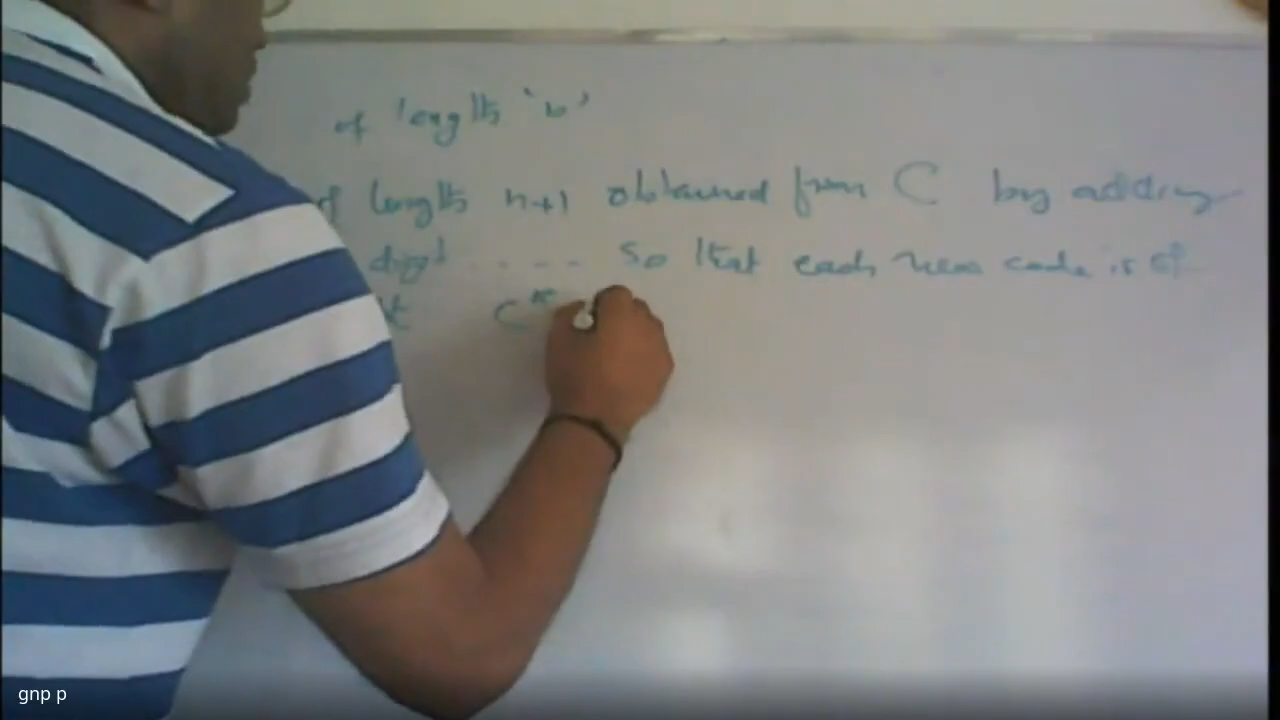 of length 'n'
of length n+1 obtained from C by adding
digit .... so that each new code is of
C*
gnp p